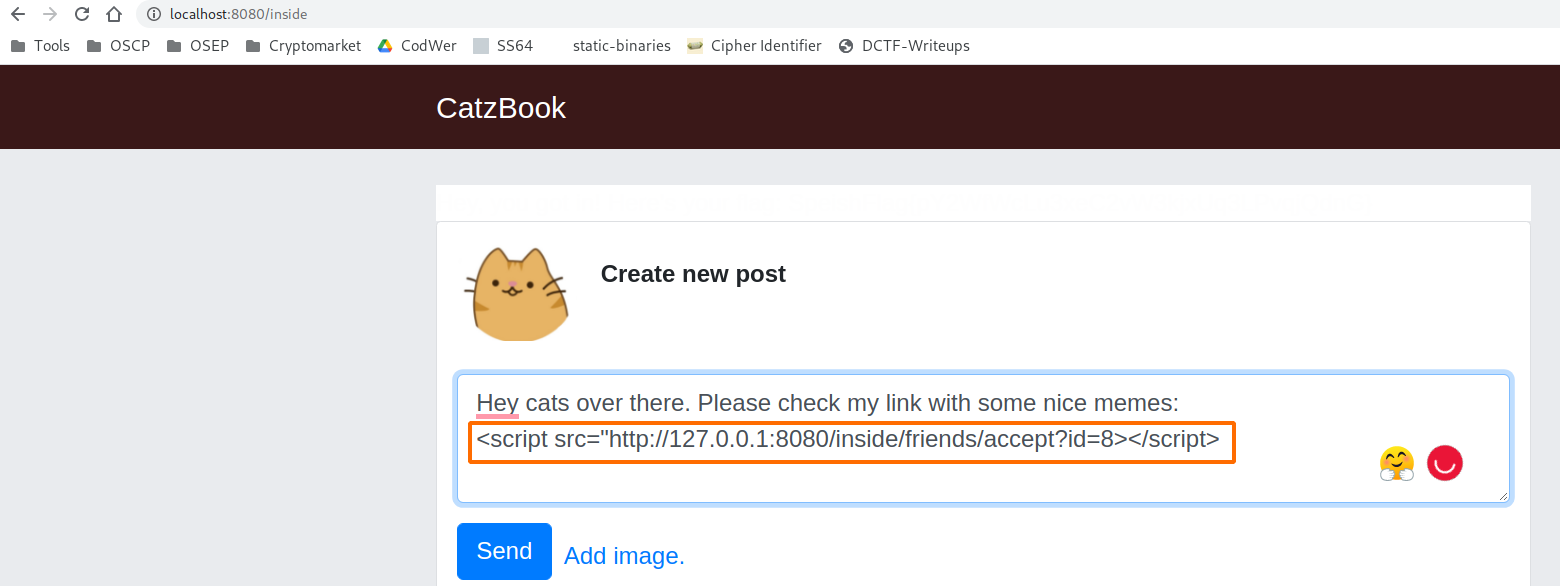 localhost:8080/inside
Tools OSCP OSEP Cryptomarket CodWer SS64 static-binaries Cipher Identifier DCTF-Writeups
CatzBook
Create new post
Hey cats over there. Please check my link with some nice memes:
<script src="http://127.0.0.1:8080/inside/friends/accept?id=8></script>
Send Add image.